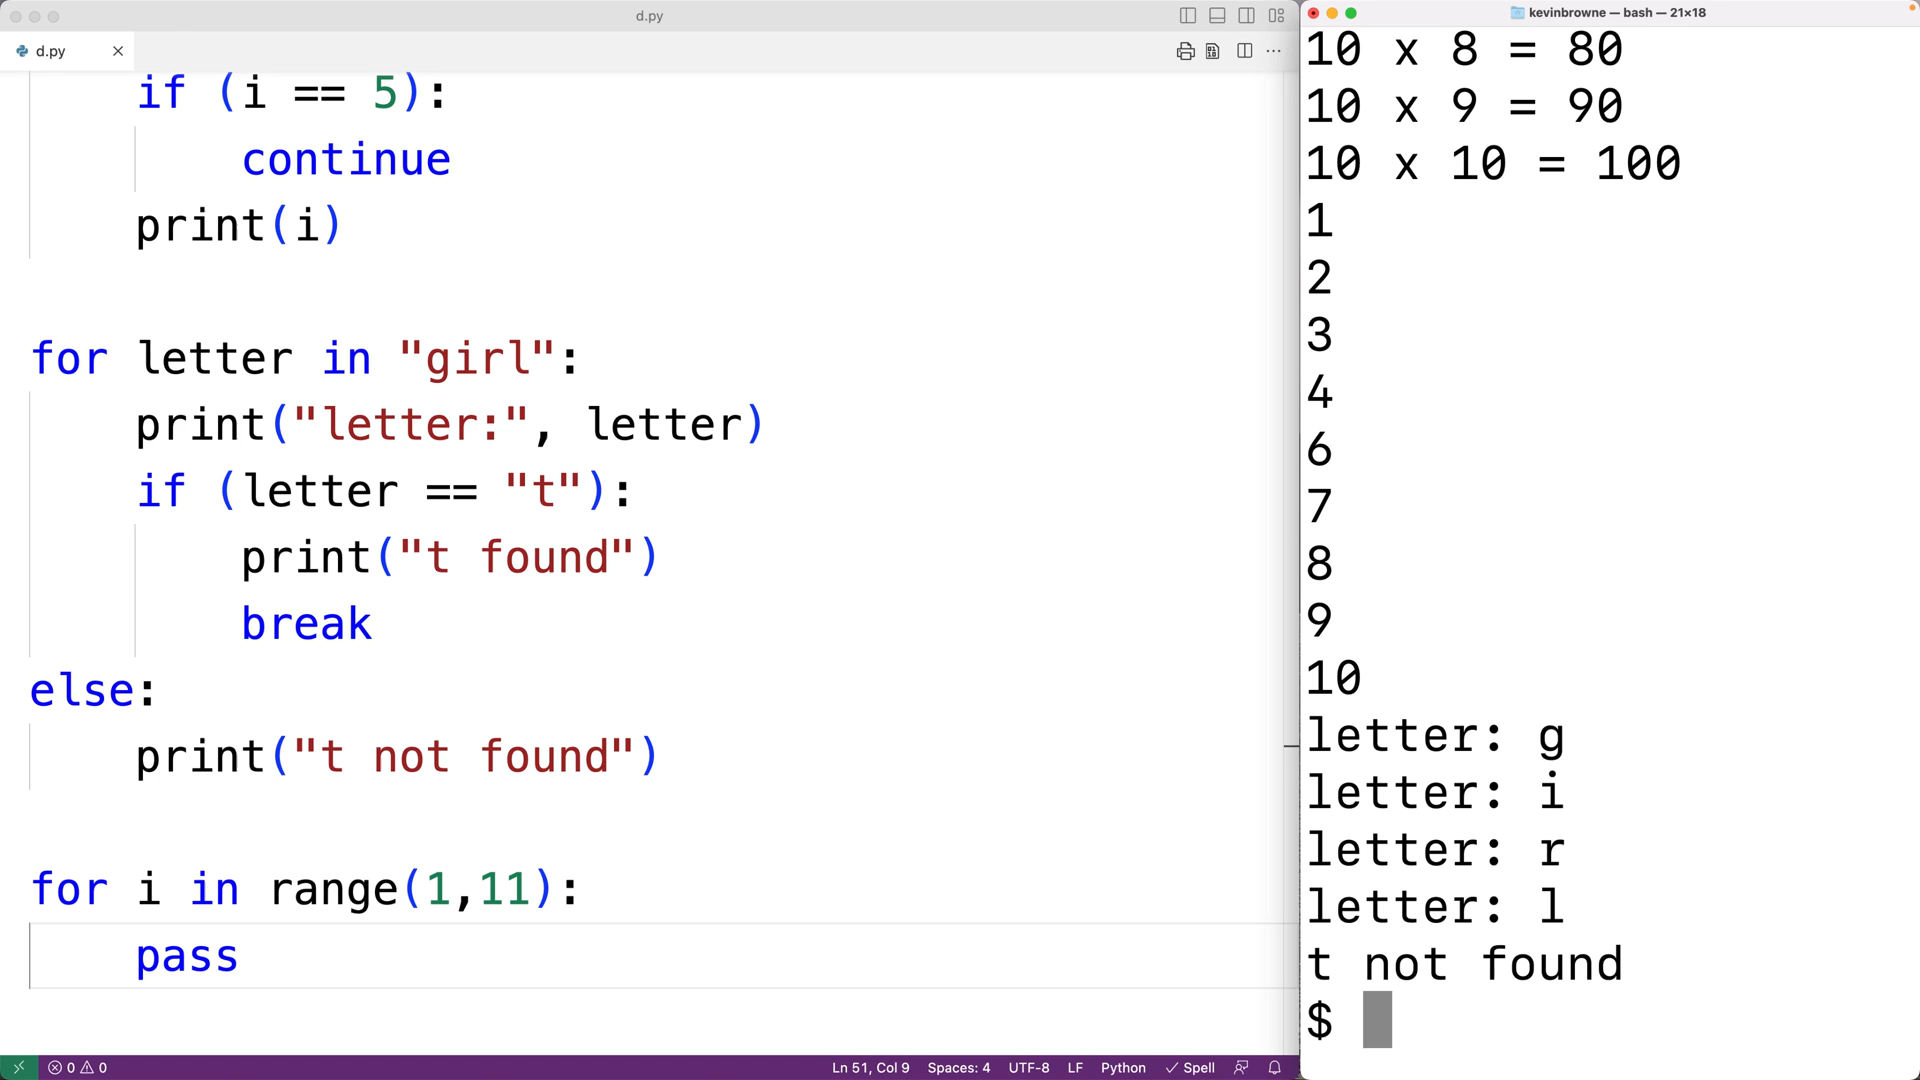 d.py
d.py
if (i == 5):
continue
print(i)
for letter in "girl":
print("letter:", letter)
if (letter == "t"):
print("t found")
break
else:
print("t not found")
for i in range(1,11):
pass
0 0
Ln 51, Col 9 Spaces: 4 UTF-8 LF Python Spell
kevinbrowne — bash — 21×18
10 x 8 = 80
10 x 9 = 90
10 x 10 = 100
1
2
3
4
6
7
8
9
10
letter: g
letter: i
letter: r
letter: l
t not found
$